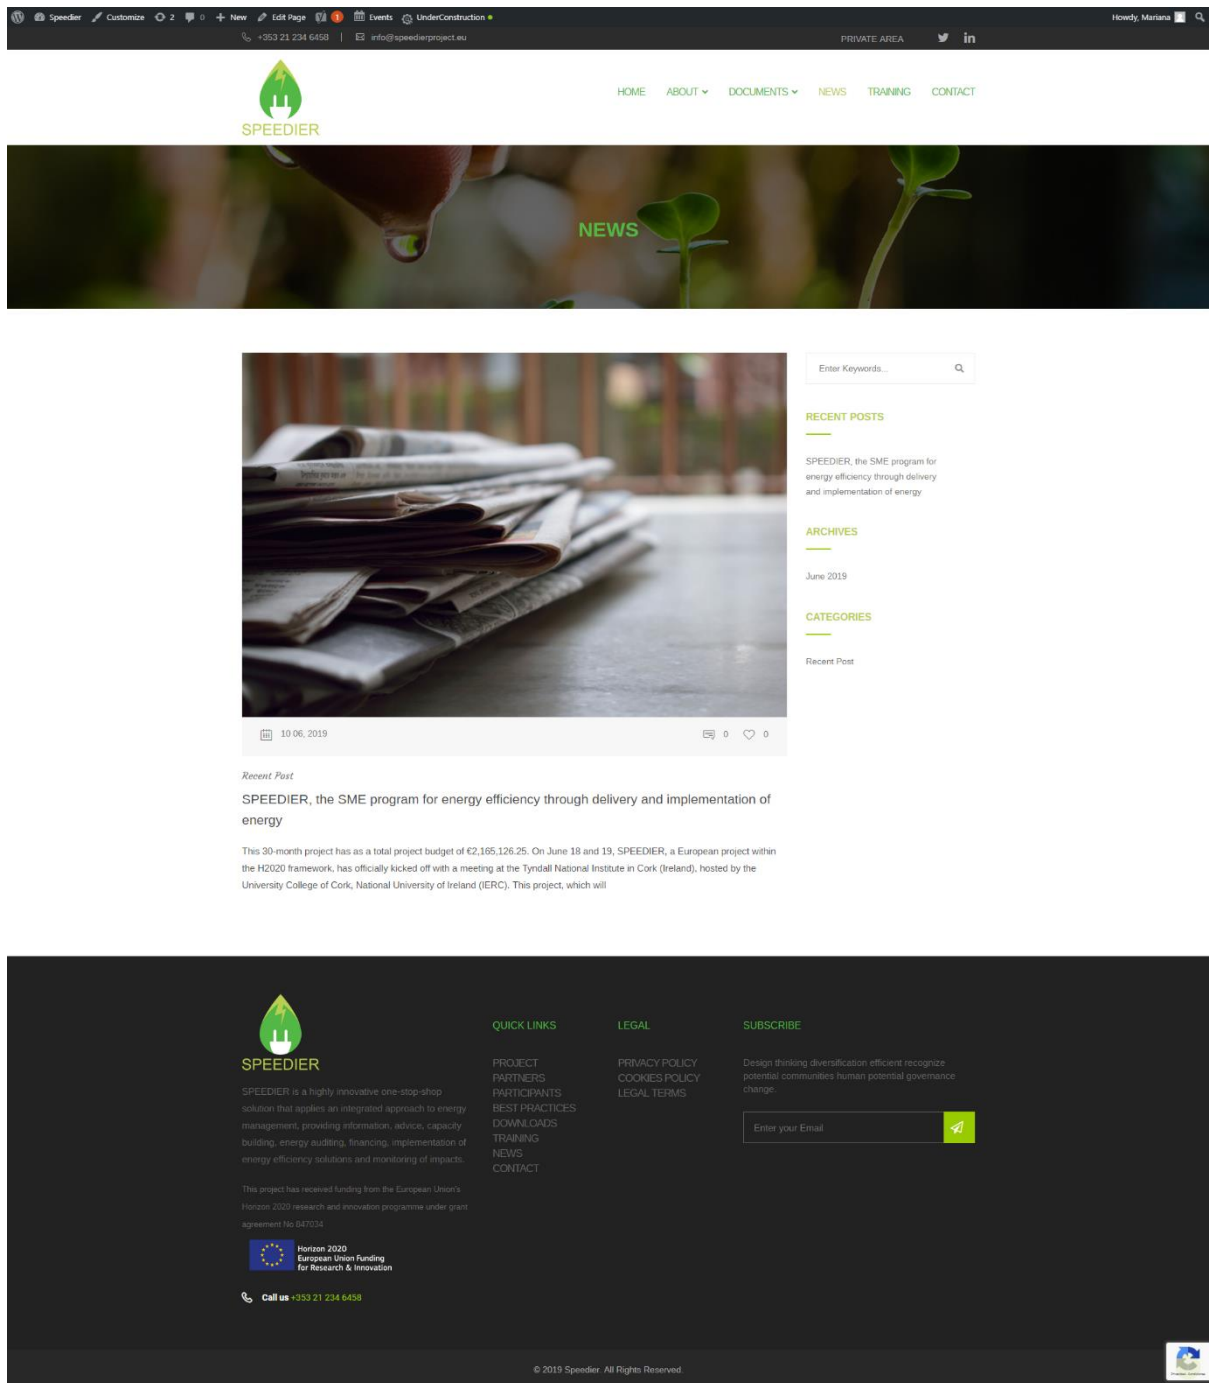 Speedier Customize 2 0 New Edit Page 1 Events UnderConstruction Howdy, Mariana
+353 21 234 6458 | info@speedierproject.eu PRIVATE AREA
SPEEDIER
HOME ABOUT DOCUMENTS NEWS TRAINING CONTACT
NEWS
Enter Keywords...
RECENT POSTS
SPEEDIER, the SME program for
energy efficiency through delivery
and implementation of energy
ARCHIVES
June 2019
CATEGORIES
Recent Post
10 06, 2019 0 0
Recent Post
SPEEDIER, the SME program for energy efficiency through delivery and implementation of
energy
This 30-month project has as a total project budget of €2,165,126.25. On June 18 and 19, SPEEDIER, a European project within
the H2020 framework, has officially kicked off with a meeting at the Tyndall National Institute in Cork (Ireland), hosted by the
University College of Cork, National University of Ireland (IERC). This project, which will
SPEEDIER
SPEEDIER is a highly innovative one-stop-shop
solution that applies an integrated approach to energy
management, providing information, advice, capacity
building, energy auditing, financing, implementation of
energy efficiency solutions and monitoring of impacts.
This project has received funding from the European Union's
Horizon 2020 research and innovation programme under grant
agreement No 847034
Horizon 2020
European Union Funding
for Research & Innovation
Call us +353 21 234 6458
QUICK LINKS
PROJECT
PARTNERS
PARTICIPANTS
BEST PRACTICES
DOWNLOADS
TRAINING
NEWS
CONTACT
LEGAL
PRIVACY POLICY
COOKIES POLICY
LEGAL TERMS
SUBSCRIBE
Design thinking diversification efficient recognize
potential communities human potential governance
change.
Enter your Email
© 2019 Speedier. All Rights Reserved.